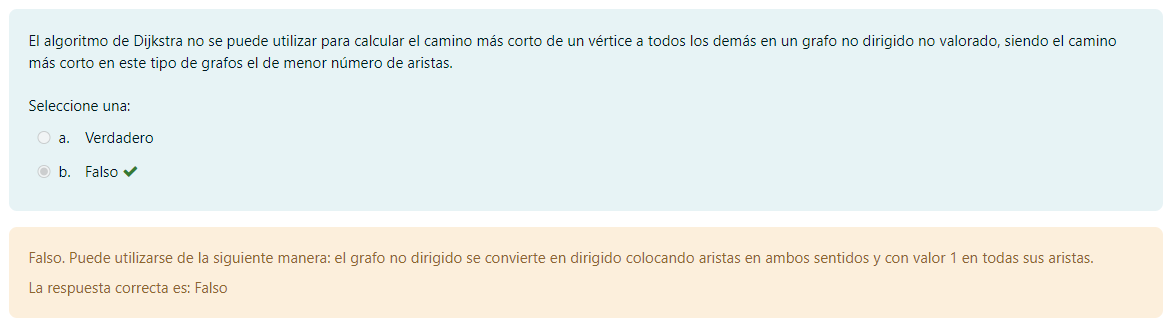 El algoritmo de Dijkstra no se puede utilizar para calcular el camino más corto de un vértice a todos los demás en un grafo no dirigido no valorado, siendo el camino
más corto en este tipo de grafos el de menor número de aristas.
Seleccione una:
a. Verdadero
b. Falso
Falso. Puede utilizarse de la siguiente manera: el grafo no dirigido se convierte en dirigido colocando aristas en ambos sentidos y con valor 1 en todas sus aristas.
La respuesta correcta es: Falso